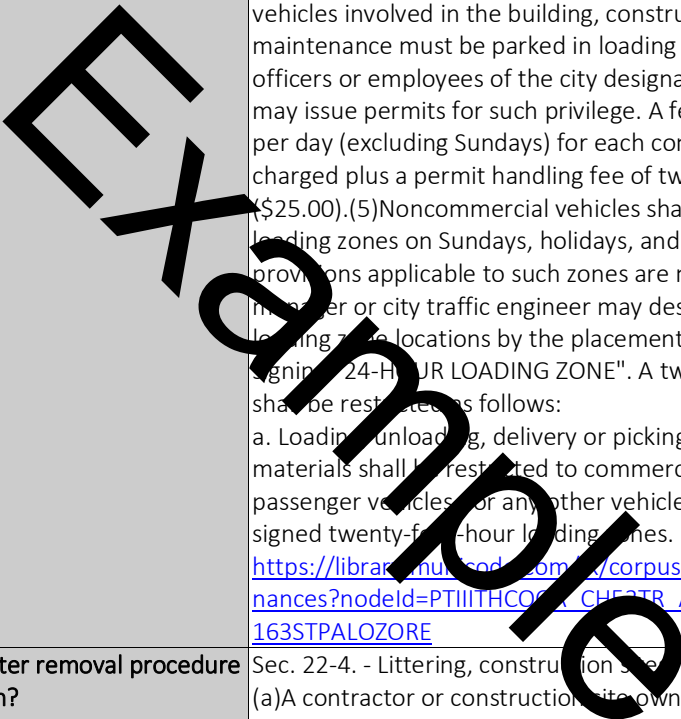 vehicles involved in the building, constru
maintenance must be parked in loading
officers or employees of the city designa
may issue permits for such privilege. A fe
per day (excluding Sundays) for each con
charged plus a permit handling fee of tw
($25.00).(5)Noncommercial vehicles sha
loading zones on Sundays, holidays, and
provisions applicable to such zones are
manager or city traffic engineer may des
loading zone locations by the placement
signing "24-HOUR LOADING ZONE". A tw
shall be restricted as follows:
a. Loading, unloading, delivery or picking
materials shall be restricted to commerc
passenger vehicles, or any other vehicle
signed twenty-four-hour loading zones.
https://library.municode.com/tx/corpus
163STPALOZORE
ter removal procedure
n?
Sec. 22-4. - Littering, construction sites
(a)A contractor or construction site own
Example